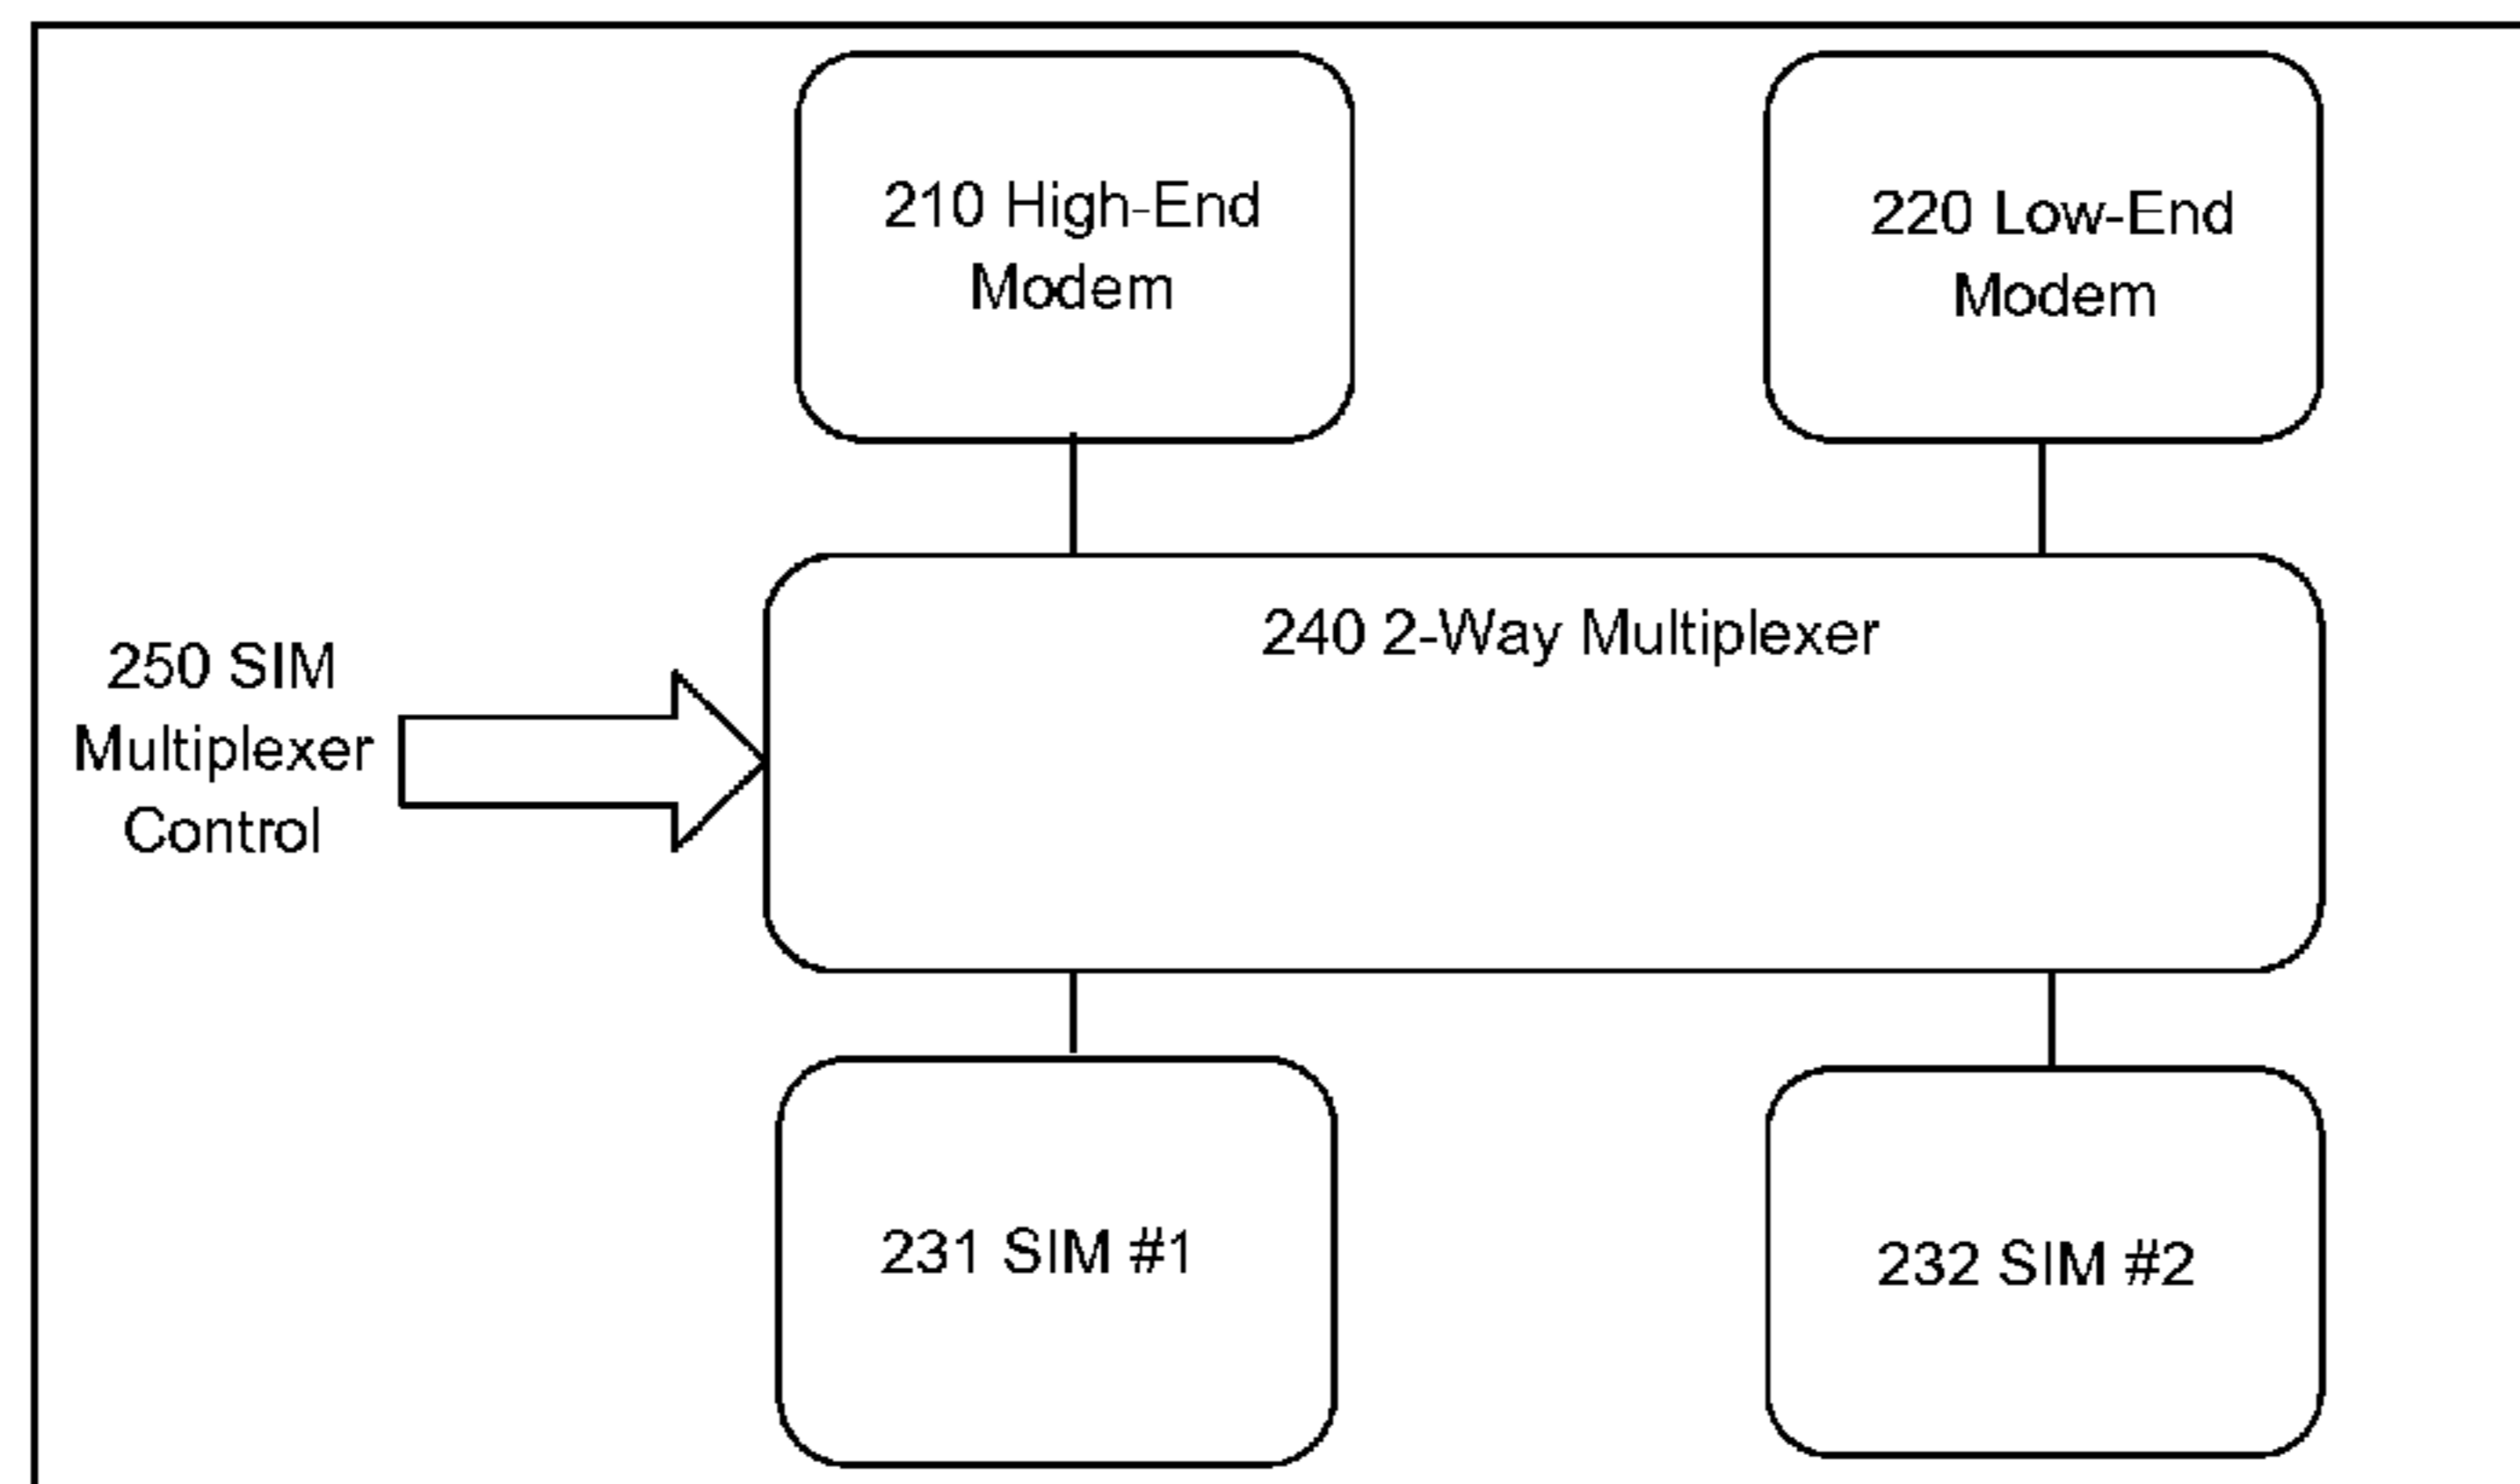 210 High-End
Modem
220 Low-End
Modem
240 2-Way Multiplexer
250 SIM
Multiplexer
Control
231 SIM #1
232 SIM #2